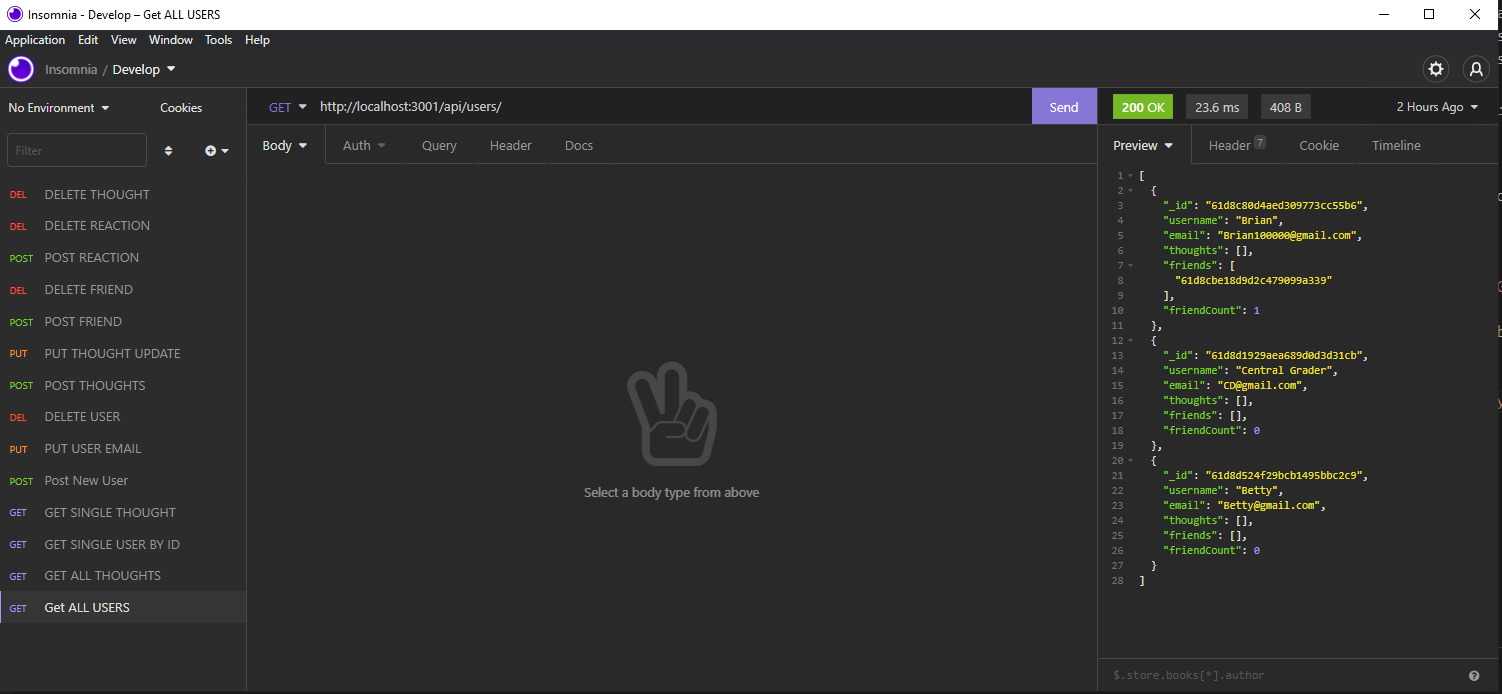 Insomnia - Develop – Get ALL USERS
Application Edit View Window Tools Help
Insomnia / Develop
No Environment Cookies
Filter
DEL DELETE THOUGHT
DEL DELETE REACTION
POST POST REACTION
DEL DELETE FRIEND
POST POST FRIEND
PUT PUT THOUGHT UPDATE
POST POST THOUGHTS
DEL DELETE USER
PUT PUT USER EMAIL
POST Post New User
GET GET SINGLE THOUGHT
GET GET SINGLE USER BY ID
GET GET ALL THOUGHTS
GET Get ALL USERS
GET http://localhost:3001/api/users/ Send
Body Auth Query Header Docs
Select a body type from above
200 OK 23.6 ms 408 B 2 Hours Ago
Preview Header 7 Cookie Timeline
1 [
2 {
3 "_id": "61d8c80d4aed309773cc55b6",
4 "username": "Brian",
5 "email": "Brian100000@gmail.com",
6 "thoughts": [],
7 "friends": [
8 "61d8cbe18d9d2c479099a339"
9 ],
10 "friendCount": 1
11 },
12 {
13 "_id": "61d8d1929aea689d0d3d31cb",
14 "username": "Central Grader",
15 "email": "CD@gmail.com",
16 "thoughts": [],
17 "friends": [],
18 "friendCount": 0
19 },
20 {
21 "_id": "61d8d524f29bcb1495bbc2c9",
22 "username": "Betty",
23 "email": "Betty@gmail.com",
24 "thoughts": [],
25 "friends": [],
26 "friendCount": 0
27 }
28 ]
$.store.books[*].author